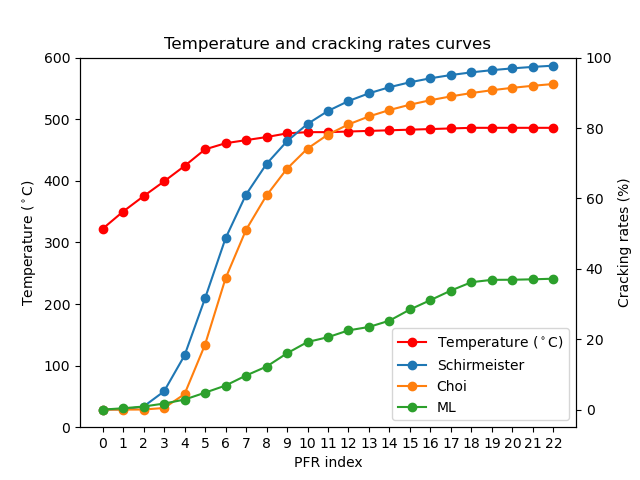 Temperature and cracking rates curves
600
500
400
300
200
100
0
Temperature (°C)
100
80
60
40
20
0
Cracking rates (%)
Temperature (°C)
Schirmeister
Choi
ML
0 1 2 3 4 5 6 7 8 9 10 11 12 13 14 15 16 17 18 19 20 21 22
PFR index